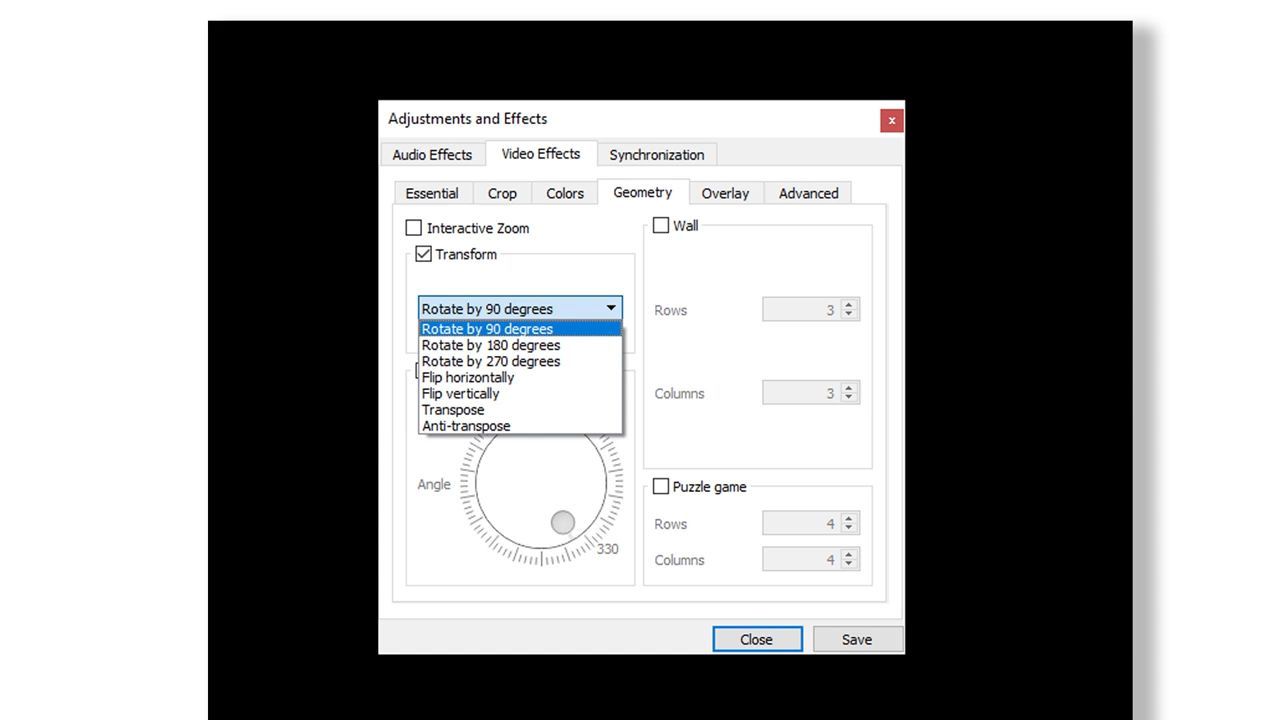 Adjustments and Effects
x
Audio Effects Video Effects Synchronization
Essential Crop Colors Geometry Overlay Advanced
Interactive Zoom
Transform
Rotate by 90 degrees
Rotate by 90 degrees
Rotate by 180 degrees
Rotate by 270 degrees
Flip horizontally
Flip vertically
Transpose
Anti-transpose
Angle
330
Wall
Rows 3
Columns 3
Puzzle game
Rows 4
Columns 4
Close Save